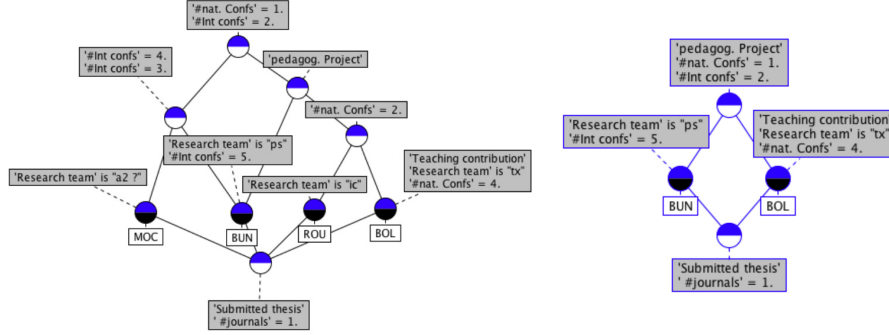 '#nat. Confs' = 1.
'#Int confs' = 2.
'#Int confs' = 4.
'#Int confs' = 3.
'pedagog. Project'
'#nat. Confs' = 2.
'Research team' is "ps"
'#Int confs' = 5.
'Teaching contribution'
'Research team' is "tx"
'#nat. Confs' = 4.
'Research team' is "a2 ?"
'Research team' is "ic"
MOC
BUN
ROU
BOL
'Submitted thesis'
' #journals' = 1.
'pedagog. Project'
'#nat. Confs' = 1.
'#Int confs' = 2.
'Research team' is "ps"
'#Int confs' = 5.
'Teaching contribution'
'Research team' is "tx"
'#nat. Confs' = 4.
BUN
BOL
'Submitted thesis'
' #journals' = 1.